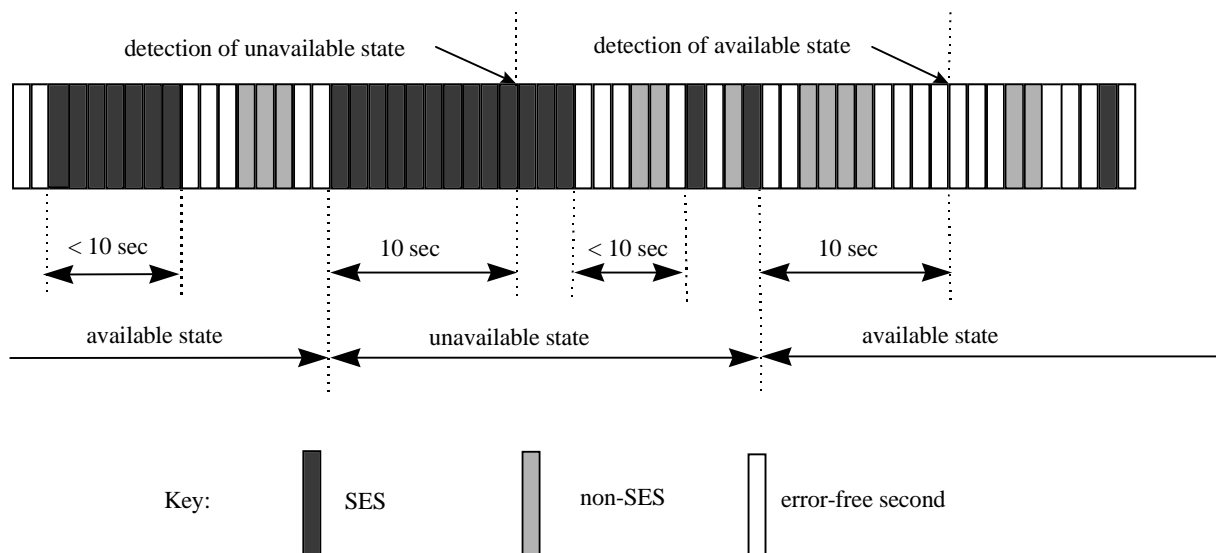 detection of unavailable state
detection of available state
< 10 sec
10 sec
< 10 sec
10 sec
available state
unavailable state
available state
Key:
SES
non-SES
error-free second